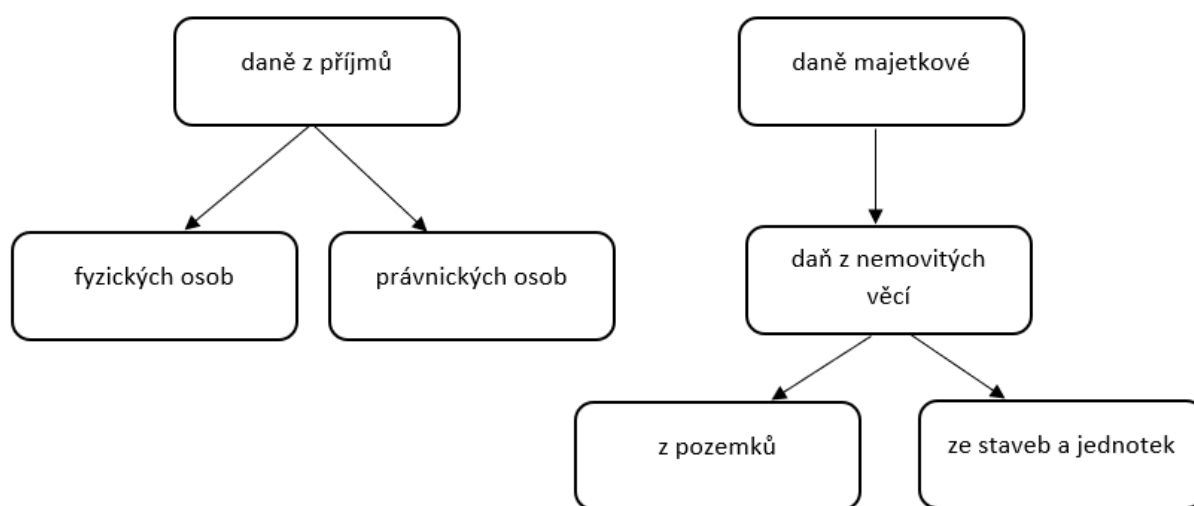 daně z příjmů
daně majetkové
fyzických osob
právnických osob
daň z nemovitých
věcí
z pozemků
ze staveb a jednotek